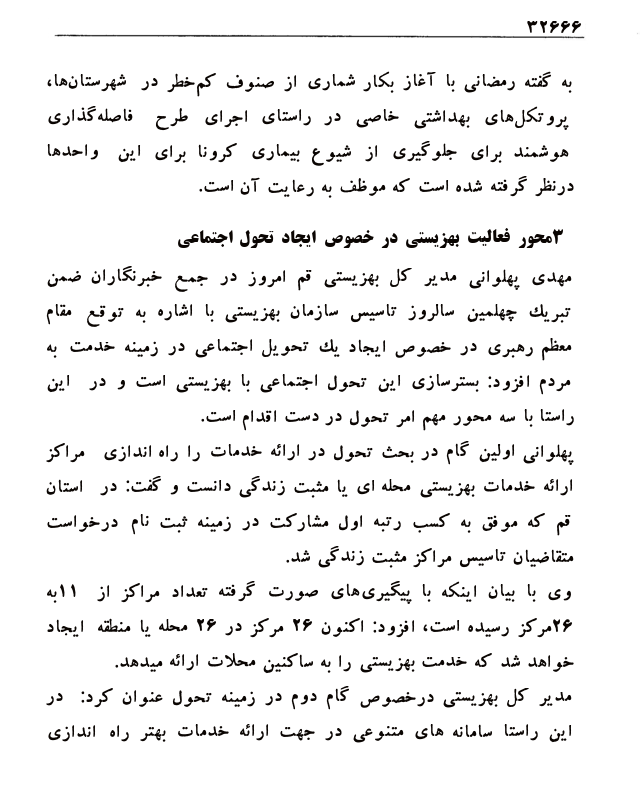 ۳۲۶۶۶
به گفته رمضانی با آغاز بکار شماری از صنوف کم‌خطر در شهرستان‌ها،
پروتکل‌های بهداشتی خاصی در راستای اجرای طرح فاصله‌گذاری
هوشمند برای جلوگیری از شیوع بیماری کرونا برای این واحدها
درنظر گرفته شده است که موظف به رعایت آن است.
۳محور فعالیت بهزیستی در خصوص ایجاد تحول اجتماعی
مهدی پهلوانی مدیر کل بهزیستی قم امروز در جمع خبرنگاران ضمن
تبریك چهلمین سالروز تاسیس سازمان بهزیستی با اشاره به توقع مقام
معظم رهبری در خصوص ایجاد یك تحویل اجتماعی در زمینه خدمت به
مردم افزود: بسترسازی این تحول اجتماعی با بهزیستی است و در این
راستا با سه محور مهم امر تحول در دست اقدام است.
پهلوانی اولین گام در بحث تحول در ارائه خدمات را راه اندازی مراکز
ارائه خدمات بهزیستی محله ای یا مثبت زندگی دانست و گفت: در استان
قم که موفق به کسب رتبه اول مشارکت در زمینه ثبت نام درخواست
متقاضیان تاسیس مراکز مثبت زندگی شد.
وی با بیان اینکه با پیگیری‌های صورت گرفته تعداد مراکز از ۱۱به
۲۶مرکز رسیده است، افزود: اکنون ۲۶ مرکز در ۲۶ محله یا منطقه ایجاد
خواهد شد که خدمت بهزیستی را به ساکنین محلات ارائه میدهد.
مدیر کل بهزیستی درخصوص گام دوم در زمینه تحول عنوان کرد: در
این راستا سامانه های متنوعی در جهت ارائه خدمات بهتر راه اندازی